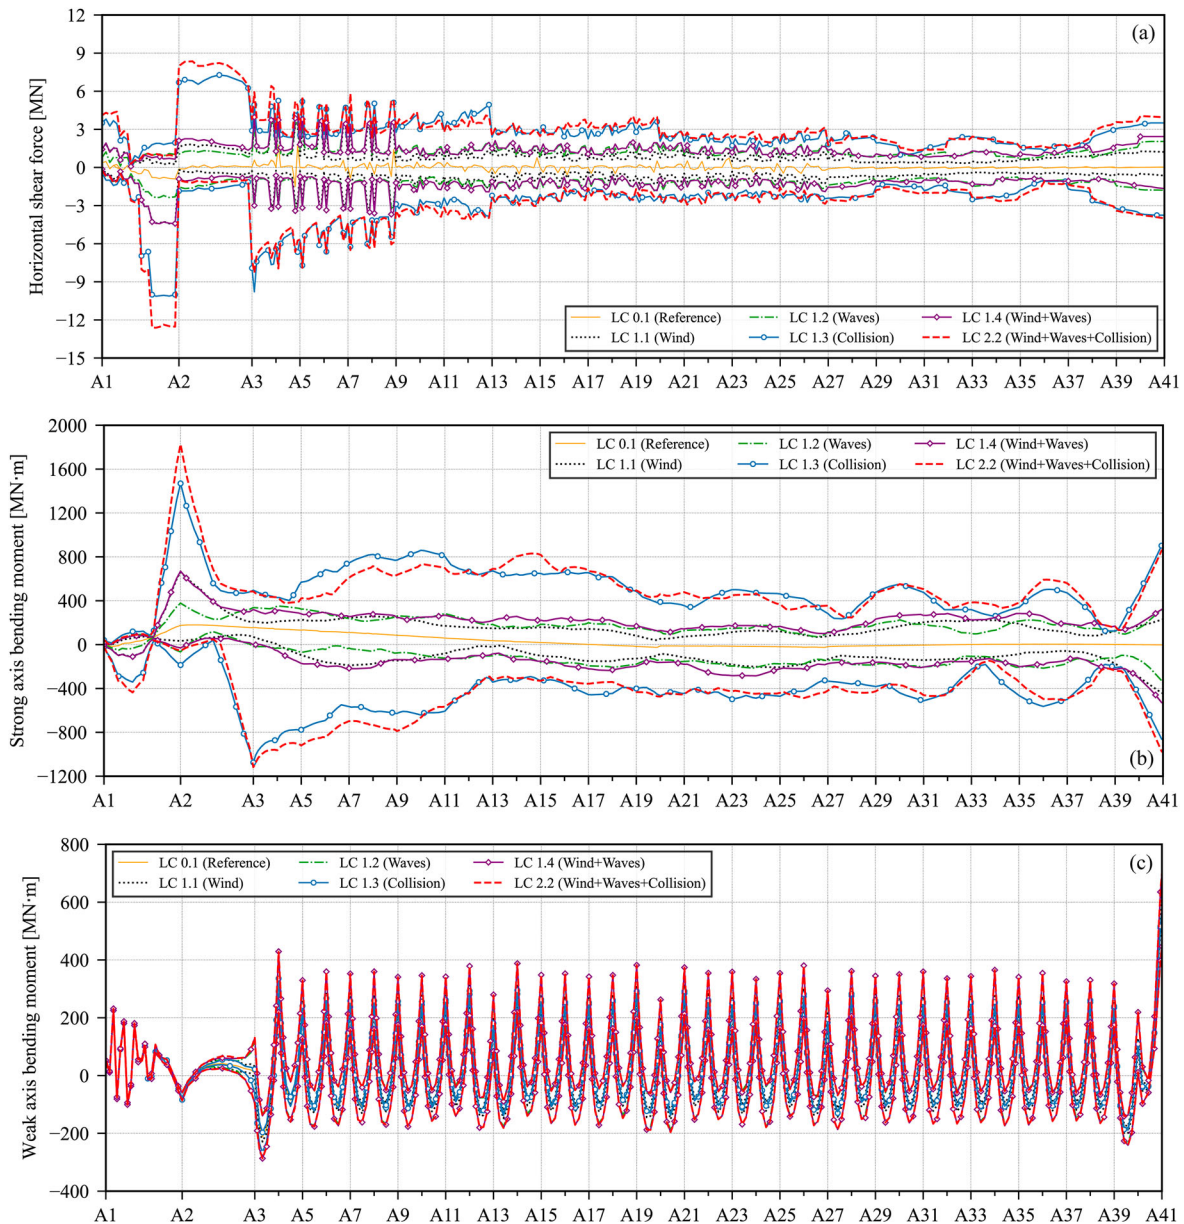 (a)
Horizontal shear force [MN]
12
9
6
3
0
−3
−6
−9
−12
−15
LC 0.1 (Reference) LC 1.2 (Waves) LC 1.4 (Wind+Waves)
LC 1.1 (Wind) LC 1.3 (Collision) LC 2.2 (Wind+Waves+Collision)
A1 A2 A3 A5 A7 A9 A11 A13 A15 A17 A19 A21 A23 A25 A27 A29 A31 A33 A35 A37 A39 A41
Strong axis bending moment [MN·m]
2000
1600
1200
800
400
0
−400
−800
−1200
LC 0.1 (Reference) LC 1.2 (Waves) LC 1.4 (Wind+Waves)
LC 1.1 (Wind) LC 1.3 (Collision) LC 2.2 (Wind+Waves+Collision)
(b)
A1 A2 A3 A5 A7 A9 A11 A13 A15 A17 A19 A21 A23 A25 A27 A29 A31 A33 A35 A37 A39 A41
Weak axis bending moment [MN·m]
800
600
400
200
0
−200
−400
LC 0.1 (Reference) LC 1.2 (Waves) LC 1.4 (Wind+Waves)
LC 1.1 (Wind) LC 1.3 (Collision) LC 2.2 (Wind+Waves+Collision)
(c)
A1 A2 A3 A5 A7 A9 A11 A13 A15 A17 A19 A21 A23 A25 A27 A29 A31 A33 A35 A37 A39 A41